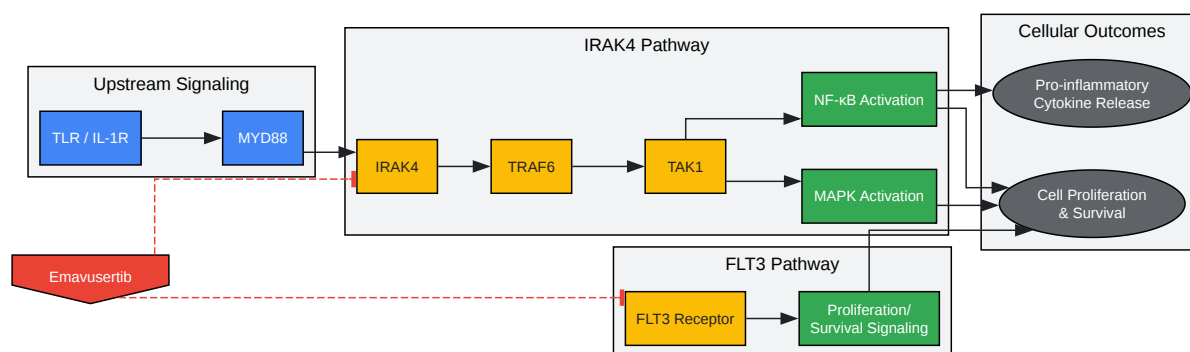 Upstream Signaling
TLR / IL-1R
MYD88
IRAK4 Pathway
IRAK4
TRAF6
TAK1
NF-κB Activation
MAPK Activation
Cellular Outcomes
Pro-inflammatory
Cytokine Release
Cell Proliferation
& Survival
Emavusertib
FLT3 Pathway
FLT3 Receptor
Proliferation/
Survival Signaling